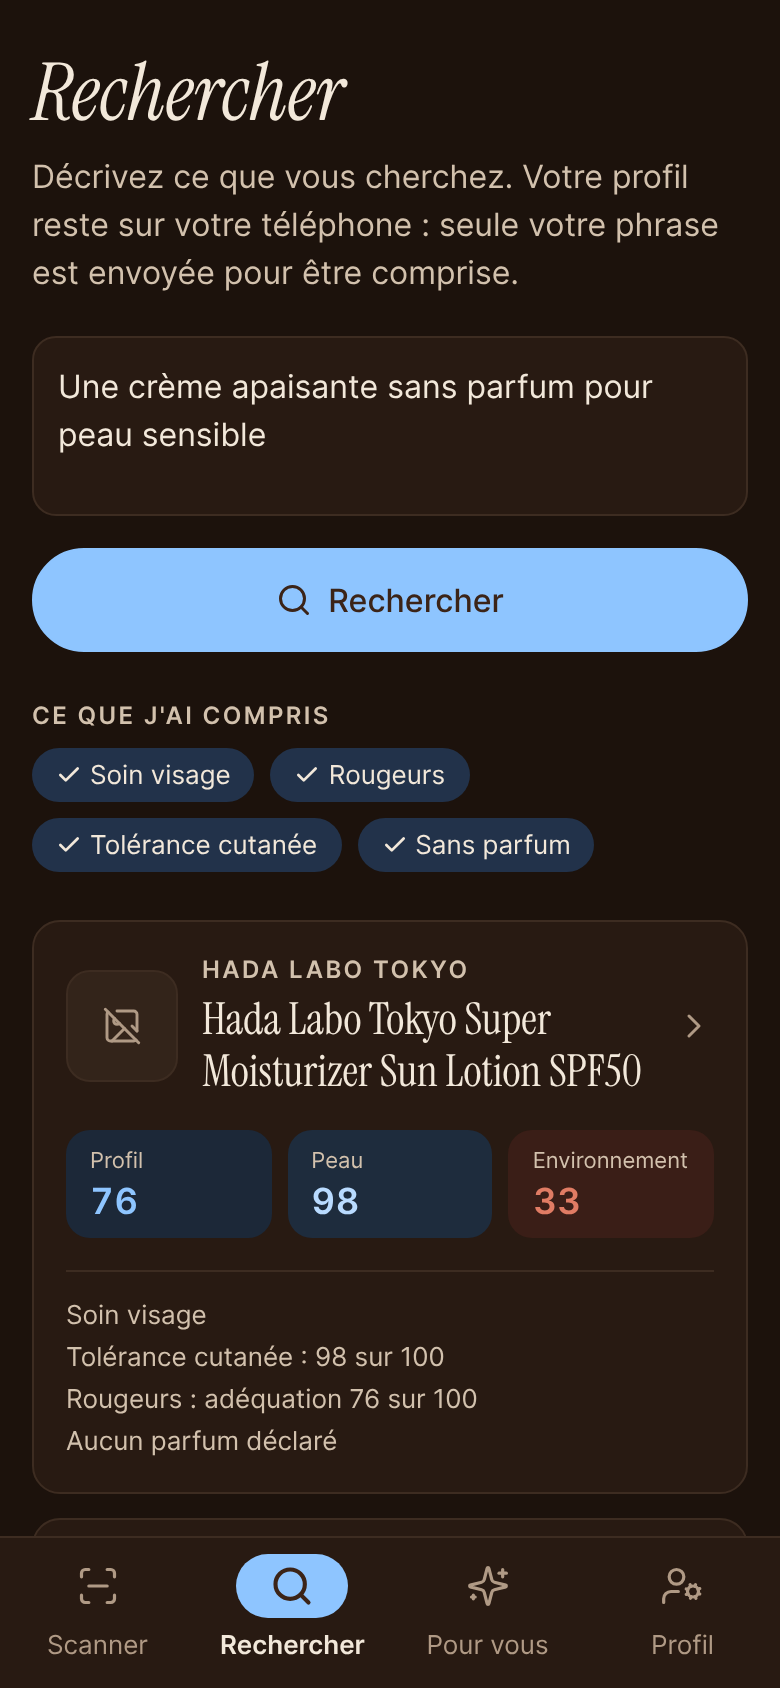 Rechercher
Décrivez ce que vous cherchez. Votre profil
reste sur votre téléphone : seule votre phrase
est envoyée pour être comprise.
Une crème apaisante sans parfum pour
peau sensible
Rechercher
CE QUE J'AI COMPRIS
Soin visage
Rougeurs
Tolérance cutanée
Sans parfum
HADA LABO TOKYO
Hada Labo Tokyo Super
Moisturizer Sun Lotion SPF50
Profil
76
Peau
98
Environnement
33
Soin visage
Tolérance cutanée : 98 sur 100
Rougeurs : adéquation 76 sur 100
Aucun parfum déclaré
Scanner
Rechercher
Pour vous
Profil